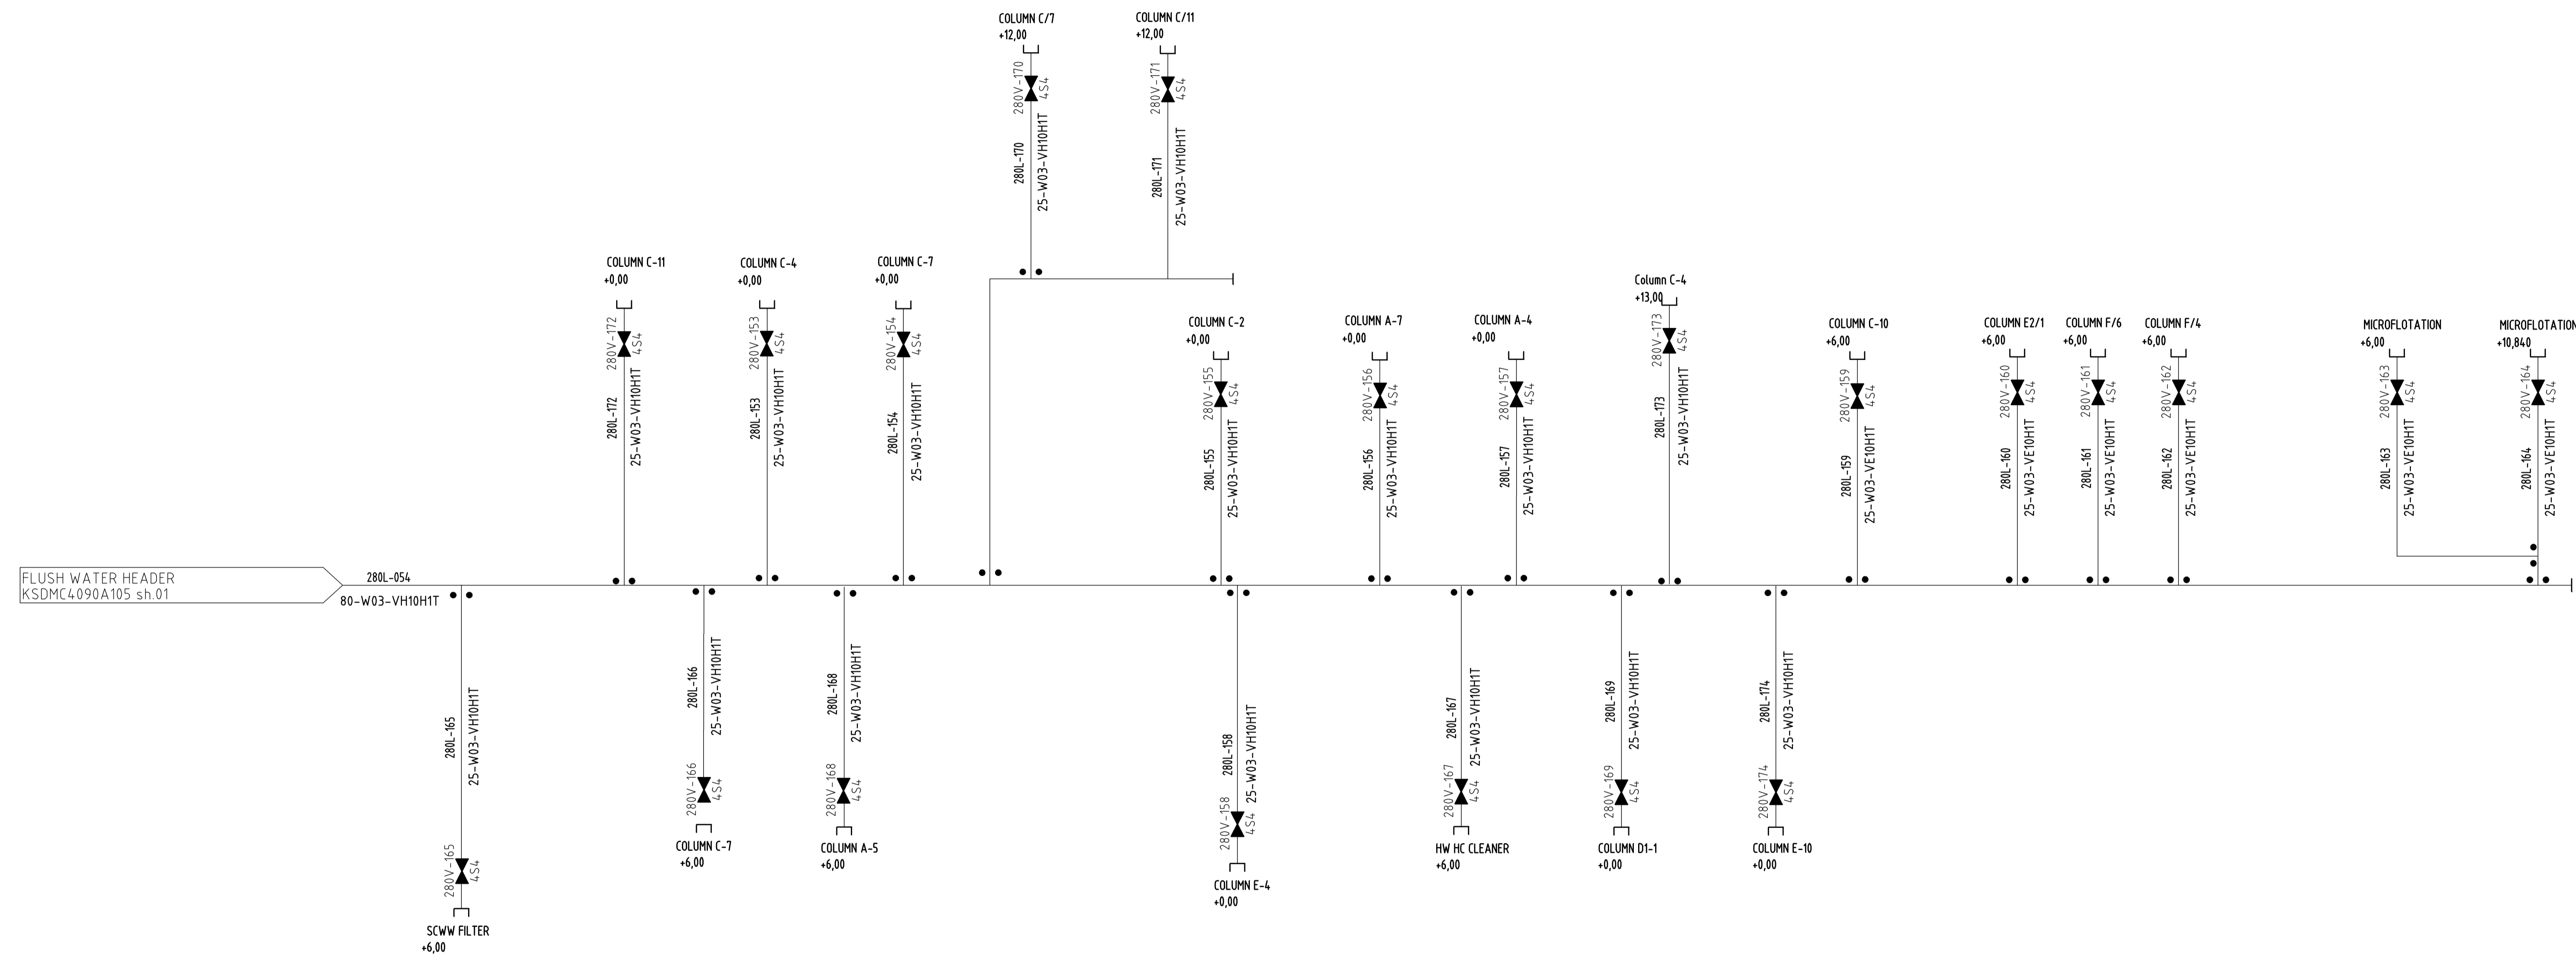 COLUMN C/7
+12,00
280V-170
4S4
280L-170
25-W03-VH10H1T
COLUMN C/11
+12,00
280V-171
4S4
280L-171
25-W03-VH10H1T
COLUMN C-11
+0,00
280V-172
4S4
280L-172
25-W03-VH10H1T
COLUMN C-4
+0,00
280V-153
4S4
280L-153
25-W03-VH10H1T
COLUMN C-7
+0,00
280V-154
4S4
280L-154
25-W03-VH10H1T
COLUMN C-2
+0,00
280V-155
4S4
280L-155
25-W03-VH10H1T
COLUMN A-7
+0,00
280V-156
4S4
280L-156
25-W03-VH10H1T
COLUMN A-4
+0,00
280V-157
4S4
280L-157
25-W03-VH10H1T
Column C-4
+13,00
280V-173
4S4
280L-173
25-W03-VH10H1T
COLUMN C-10
+6,00
280V-159
4S4
280L-159
25-W03-VE10H1T
COLUMN E2/1
+6,00
280V-160
4S4
280L-160
25-W03-VE10H1T
COLUMN F/6
+6,00
280V-161
4S4
280L-161
25-W03-VE10H1T
COLUMN F/4
+6,00
280V-162
4S4
280L-162
25-W03-VE10H1T
MICROFLOTATION
+6,00
280V-163
4S4
280L-163
25-W03-VE10H1T
MICROFLOTATION
+10,840
280V-164
4S4
280L-164
25-W03-VE10H1T
FLUSH WATER HEADER
KSDMC4090A105 sh.01
280L-054
80-W03-VH10H1T
280L-165
25-W03-VH10H1T
280V-165
4S4
SCWW FILTER
+6,00
280L-166
25-W03-VH10H1T
280V-166
4S4
COLUMN C-7
+6,00
280L-168
25-W03-VH10H1T
280V-168
4S4
COLUMN A-5
+6,00
280L-158
25-W03-VH10H1T
280V-158
4S4
COLUMN E-4
+0,00
280L-167
25-W03-VH10H1T
280V-167
4S4
HW HC CLEANER
+6,00
280L-169
25-W03-VH10H1T
280V-169
4S4
COLUMN D1-1
+0,00
280L-174
25-W03-VH10H1T
280V-174
4S4
COLUMN E-10
+0,00